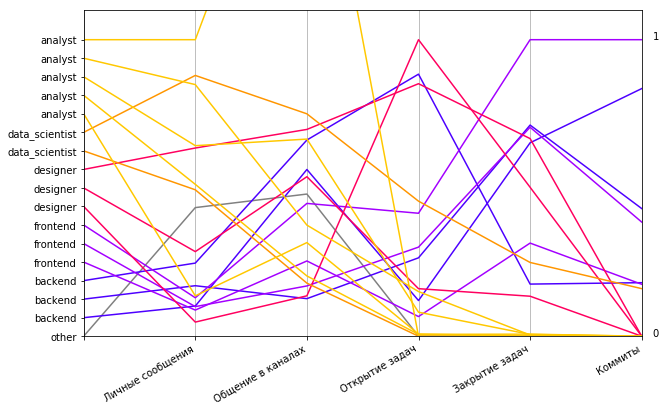 1
analyst
analyst
analyst
analyst
analyst
data_scientist
data_scientist
designer
designer
designer
frontend
frontend
frontend
backend
backend
backend
other
0
Личные сообщения
Общение в каналах
Открытие задач
Закрытие задач
Коммиты